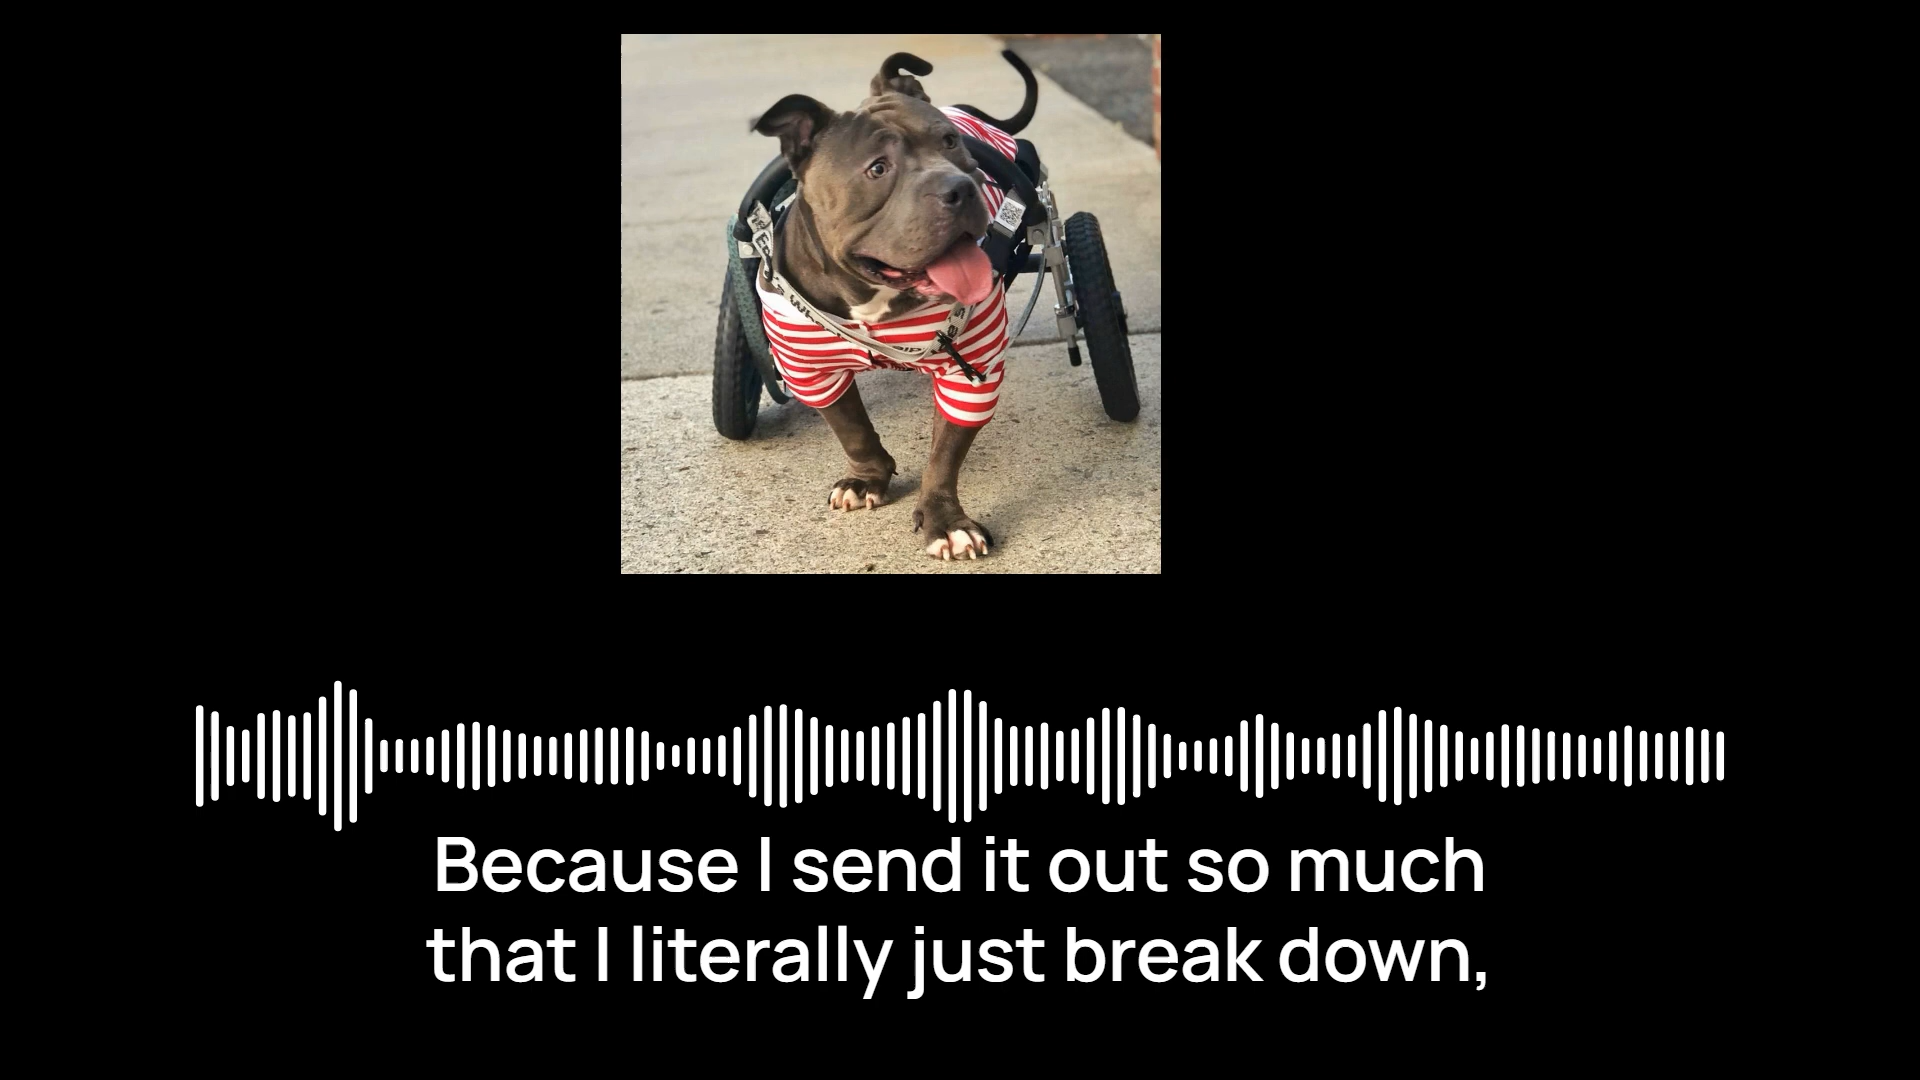 Because I send it out so much
that I literally just break down,